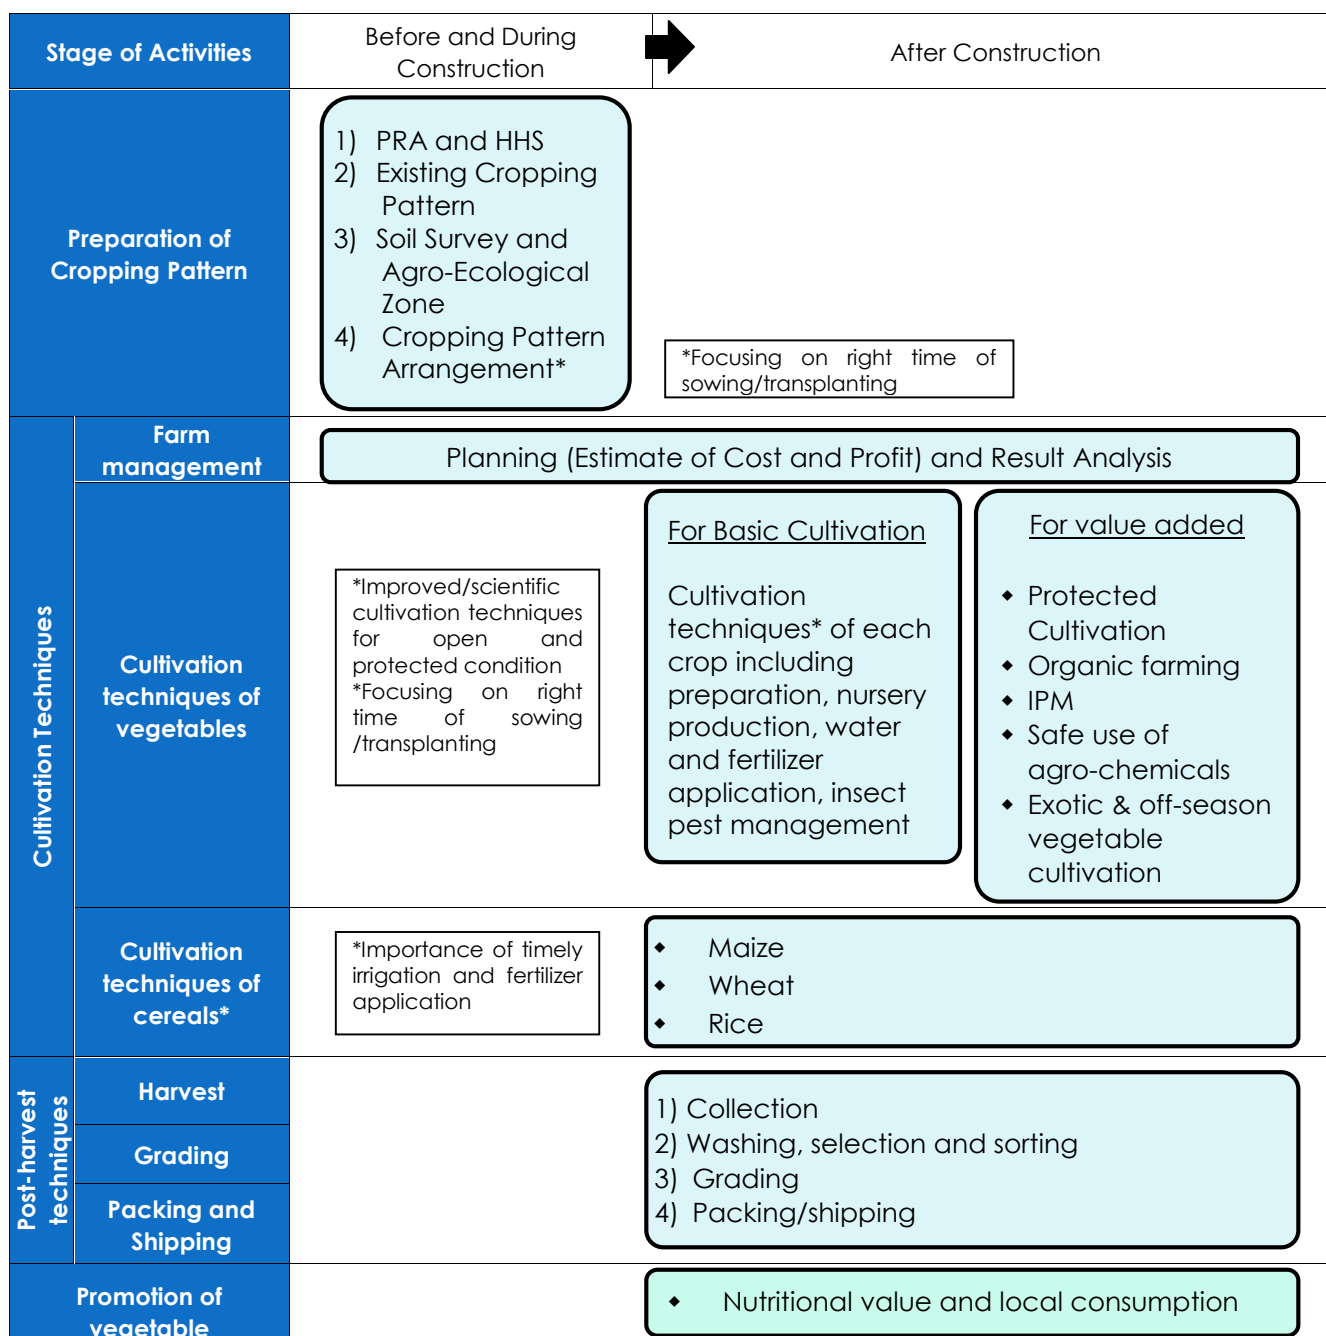 Stage of Activities
Before and During
Construction
After Construction
Preparation of
Cropping Pattern
1) PRA and HHS
2) Existing Cropping
Pattern
3) Soil Survey and
Agro-Ecological
Zone
4) Cropping Pattern
Arrangement*
*Focusing on right time of
sowing/transplanting
Cultivation Techniques
Farm
management
Planning (Estimate of Cost and Profit) and Result Analysis
Cultivation
techniques of
vegetables
*Improved/scientific
cultivation techniques
for open and
protected condition
*Focusing on right
time of sowing
/transplanting
For Basic Cultivation
Cultivation
techniques* of each
crop including
preparation, nursery
production, water
and fertilizer
application, insect
pest management
For value added
◆ Protected
Cultivation
◆ Organic farming
◆ IPM
◆ Safe use of
agro-chemicals
◆ Exotic & off-season
vegetable
cultivation
Cultivation
techniques of
cereals*
*Importance of timely
irrigation and fertilizer
application
◆ Maize
◆ Wheat
◆ Rice
Post-harvest
techniques
Harvest
Grading
Packing and
Shipping
1) Collection
2) Washing, selection and sorting
3) Grading
4) Packing/shipping
Promotion of
vegetable
◆ Nutritional value and local consumption